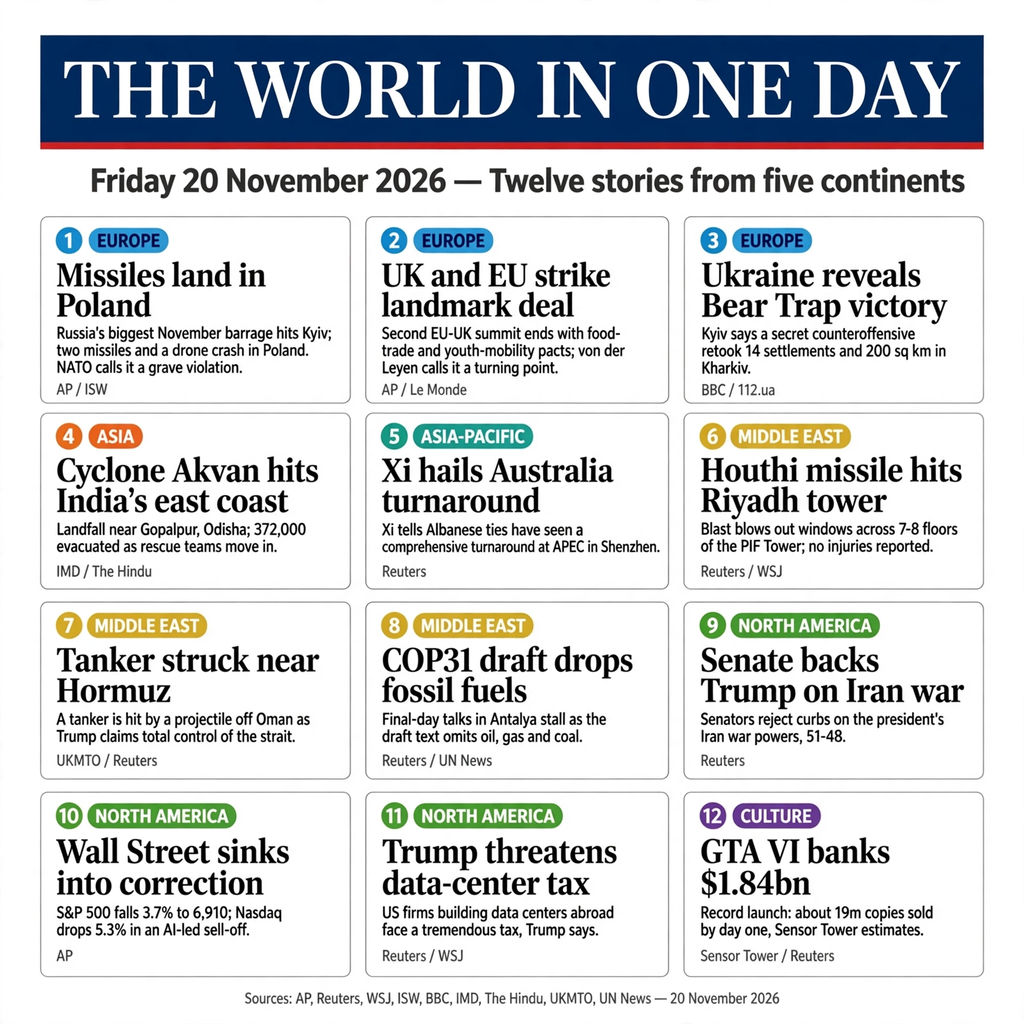 THE WORLD IN ONE DAY
Friday 20 November 2026 — Twelve stories from five continents
1 EUROPE
Missiles land in
Poland
Russia's biggest November barrage hits Kyiv;
two missiles and a drone crash in Poland.
NATO calls it a grave violation.
AP / ISW
2 EUROPE
UK and EU strike
landmark deal
Second EU-UK summit ends with food-
trade and youth-mobility pacts; von der
Leyen calls it a turning point.
AP / Le Monde
3 EUROPE
Ukraine reveals
Bear Trap victory
Kyiv says a secret counteroffensive
retook 14 settlements and 200 sq km in
Kharkiv.
BBC / 112.ua
4 ASIA
Cyclone Akvan hits
India's east coast
Landfall near Gopalpur, Odisha; 372,000
evacuated as rescue teams move in.
IMD / The Hindu
5 ASIA-PACIFIC
Xi hails Australia
turnaround
Xi tells Albanese ties have seen a
comprehensive turnaround at APEC in Shenzhen.
Reuters
6 MIDDLE EAST
Houthi missile hits
Riyadh tower
Blast blows out windows across 7-8 floors
of the PIF Tower; no injuries reported.
Reuters / WSJ
7 MIDDLE EAST
Tanker struck near
Hormuz
A tanker is hit by a projectile off Oman as
Trump claims total control of the strait.
UKMTO / Reuters
8 MIDDLE EAST
COP31 draft drops
fossil fuels
Final-day talks in Antalya stall as the
draft text omits oil, gas and coal.
Reuters / UN News
9 NORTH AMERICA
Senate backs
Trump on Iran war
Senators reject curbs on the president's
Iran war powers, 51-48.
Reuters
10 NORTH AMERICA
Wall Street sinks
into correction
S&P 500 falls 3.7% to 6,910; Nasdaq
drops 5.3% in an AI-led sell-off.
AP
11 NORTH AMERICA
Trump threatens
data-center tax
US firms building data centers abroad
face a tremendous tax, Trump says.
Reuters / WSJ
12 CULTURE
GTA VI banks
$1.84bn
Record launch: about 19m copies sold
by day one, Sensor Tower estimates.
Sensor Tower / Reuters
Sources: AP, Reuters, WSJ, ISW, BBC, IMD, The Hindu, UKMTO, UN News — 20 November 2026